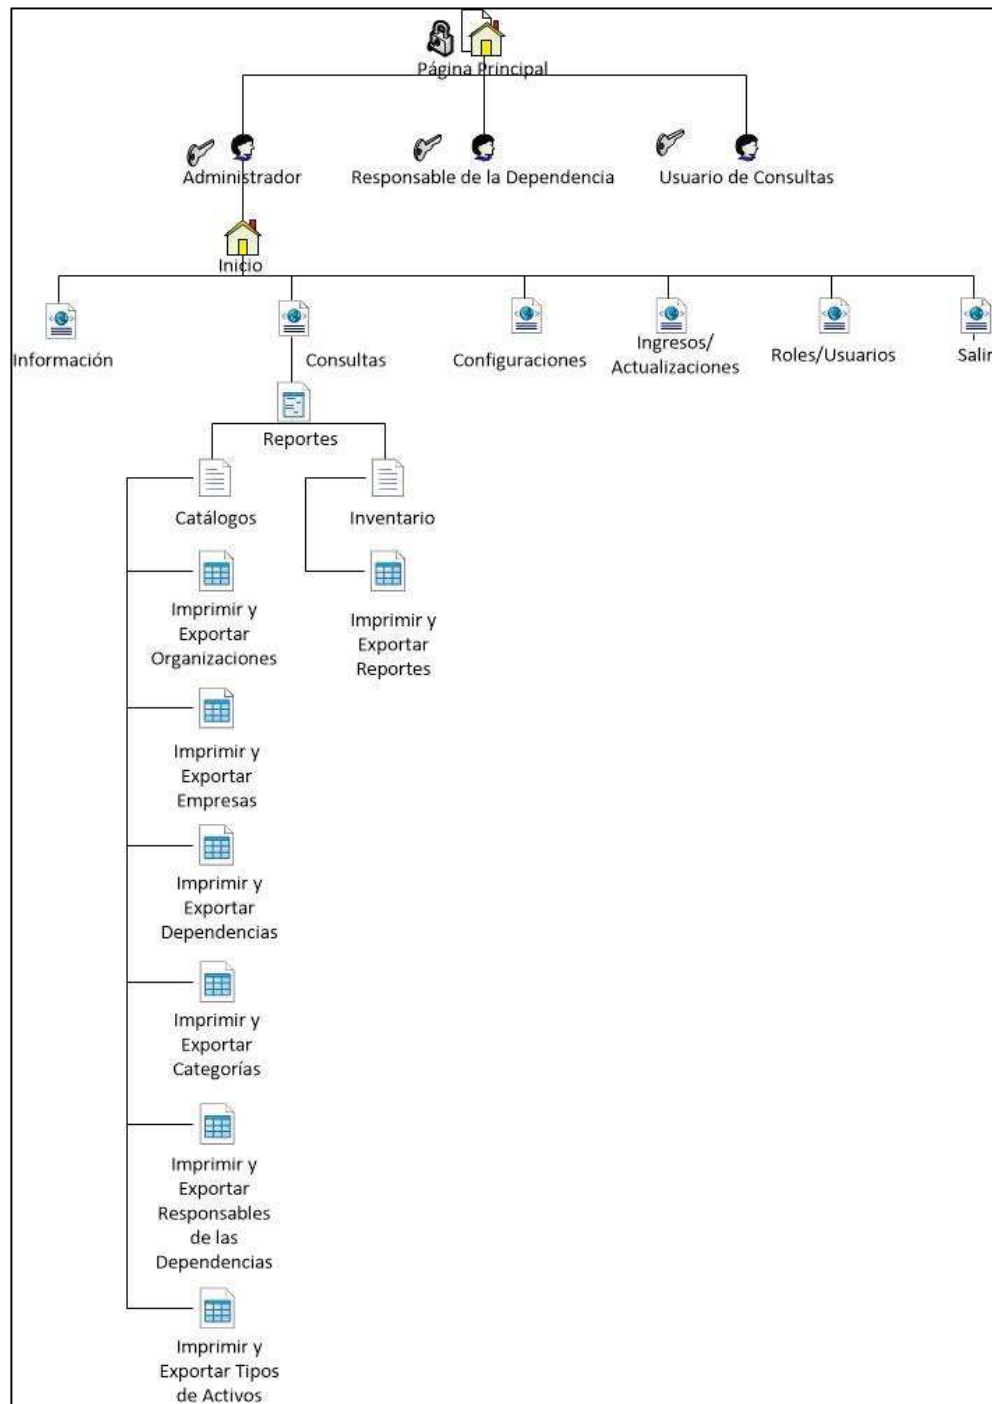 Página Principal
Administrador
Responsable de la Dependencia
Usuario de Consultas
Inicio
Información
Consultas
Configuraciones
Ingresos/
Actualizaciones
Roles/Usuarios
Salir
Reportes
Catálogos
Inventario
Imprimir y
Exportar
Organizaciones
Imprimir y
Exportar
Reportes
Imprimir y
Exportar
Empresas
Imprimir y
Exportar
Dependencias
Imprimir y
Exportar
Categorías
Imprimir y
Exportar
Responsables
de las
Dependencias
Imprimir y
Exportar Tipos
de Activos